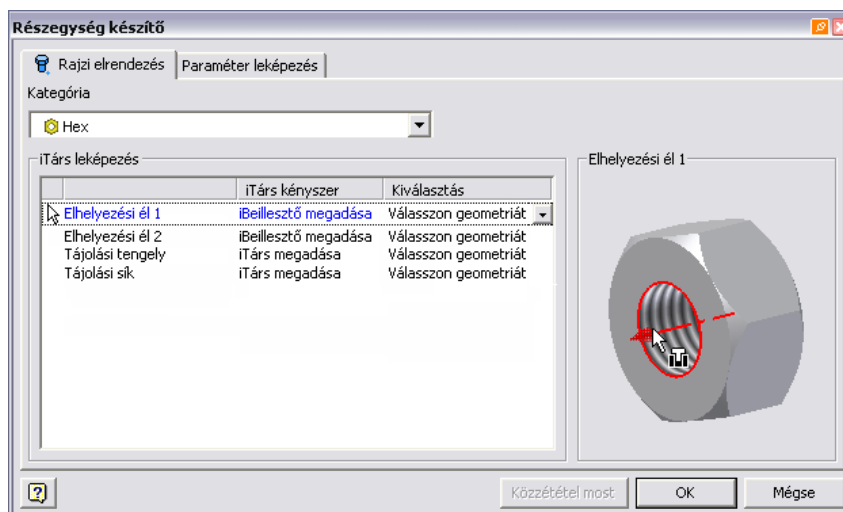 Részegység készítő
Rajzi elrendezés Paraméter leképezés
Kategória
Hex
iTárs leképezés
Elhelyezési él 1
iTárs kényszer Kiválasztás
Elhelyezési él 1 iBeillesztő megadása Válasszon geometriát
Elhelyezési él 2 iBeillesztő megadása Válasszon geometriát
Tájolási tengely iTárs megadása Válasszon geometriát
Tájolási sík iTárs megadása Válasszon geometriát
Közzététel most OK Mégse